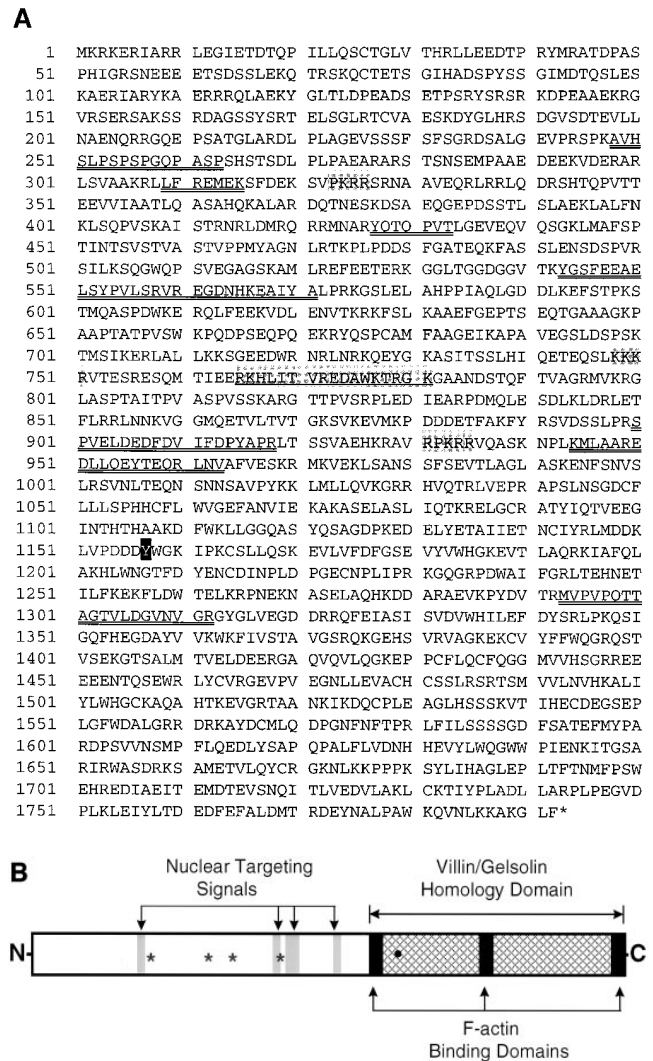 A
1 MKRKERIARR LEGIETDTQP ILLQSCTGLV THRLLEEDTP RYMRATDPAS
51 PHIGRSNEEE ETSDSSLEKQ TRSKQCTETS GIHADSPYSS GIMDTQSLES
101 KAERIARYKA ERRRQLAEKY GLTLDPEADS ETPSRYSRSR KDPEAAEKRG
151 VRSERSAKSS RDAGSSYSRT ESLGLRTCVA ESKDYGLHRS DGVSDTEVLL
201 NAENQRRGQE PSATGLARDL PLAGEVSSSF SFSGRDSALG EVPRSPKAVH
251 SLPSPSPGQP ASPSHSTSDL PLPAEARARS TSNSEMPAED DEEKVDERAR
301 LSVAAKRLLF REMEKSFDEK SVPKRRSRNA AVEQRLRRLQ DRSHTQPVTT
351 EEVVIAATLQ ASAHQKALAR DQTNESKDSA EQGEPDSSTL SLAEKLALFN
401 KLSQPVSKAI STRNRLDMRQ RRMNARYQTQ PVTLGEVEQV QSGKLMAFSP
451 TINTSVSTVA STVPPMYAGN LRTKPLPDDS FGATEQKFAS SLENSDSPVR
501 SILKSQGWQP SVEGAGSKAM LREFEETERK GGLTGGDGGV TKYGSFEEAE
551 LSYPVLSRVR EGDNHKEAIY ALPRKGSLEL AHPPIAQLGD DLKEFSTPKS
601 TMQASPDWKE RQLFEEKVDL ENVTKRKFSL KAAEFGEPTS EQTGAAAGKP
651 AAPTATPVSW KPQDPSEQPQ EKRYQSPCAM FAAGEIKAPA VEGSLDSPSK
701 TMSIKERLAL LKKSGEEDWR NRLNRKQEYG KASITSSLHI QETEQSLKKK
751 RVTESRESQM TIEERKHLIT VREDAWKTRG KGAANDSTQF TVAGRMVKRG
801 LASPTAITPV ASPVSSKARG TTPVSRPLED IEARPDMQLE SDLKLDRLET
851 FLRRLNNKVG GMQETVLTVT GKSVKEVMKP DDDETFAKFY RSVDSSLPRS
901 PVELDEDFDV IFDPYAPRLT SSVAEHKRAV RPKRRVQASK NPLKMLAARE
951 DLLQEYTEQR LNVAFVESKR MKVEKLSANS SFSEVTLAGL ASKENFSNVS
1001 LRSVNLTEQN SNNSAVPYKK LMLLQVKGRR HVQTRLVEPR APSLNSGDCF
1051 LLLSPHHCFL WVGEFANVIE KAKASELASL IQTKRELGCR ATYIQTVEEG
1101 INTHTHAAKD FWKLLGGQAS YQSAGDPKED ELYETAIIET NCIYRLMDDK
1151 LVPDDDYWGK IPKCSLLQSK EVLVFDFGSE VYVWHGKEVT LAQRKIAFQL
1201 AKHLWNGTFD YENCDINPLD PGECNPLIPR KGQGRPDWAI FGRLTEHNET
1251 ILFKEKFLDW TELKRPNEKN ASELAQHKDD ARAEVKPYDV TRMVPVPQTT
1301 AGTVLDGVNV GRGYGLVEGD DRRQFEIASI SVDVWHILEF DYSRLPKQSI
1351 GQFHEGDAYV VKWKFIVSTA VGSRQKGEHS VRVAGKEKCV YFFWQGRQST
1401 VSEKGTSALM TVELDEERGA QVQVLQGKEP PCFLQCFQGG MVVHSGRREE
1451 EEENTQSEWR LYCVRGEVPV EGNLLEVACH CSSLRSRTSM VVLNVHKALI
1501 YLWHGCKAQA HTKEVGRTAA NKIKDQCPLE AGLHSSSKVT IHECDEGSEP
1551 LGFWDALGRR DRKAYDCMLQ DPGNFNFTPR LFILSSSSGD FSATEFMYPA
1601 RDPSVVNSMP FLQEDLYSAP QPALFLVDNH HEVYLWQGWW PIENKITGSA
1651 RIRWASDRKS AMETVLQYCR GKNLKKPPPK SYLIHAGLEP LTFTNMFPSW
1701 EHREDIAEIT EMDTEVSNQI TLVEDVLAKL CKTIYPLADL LARPLPEGVD
1751 PLKLEIYLTD EDFEFALDMT RDEYNALPAW KQVNLKKAKG LF*
B
Nuclear Targeting
Signals
Villin/Gelsolin
Homology Domain
N
* * * *
C
F-actin
Binding Domains